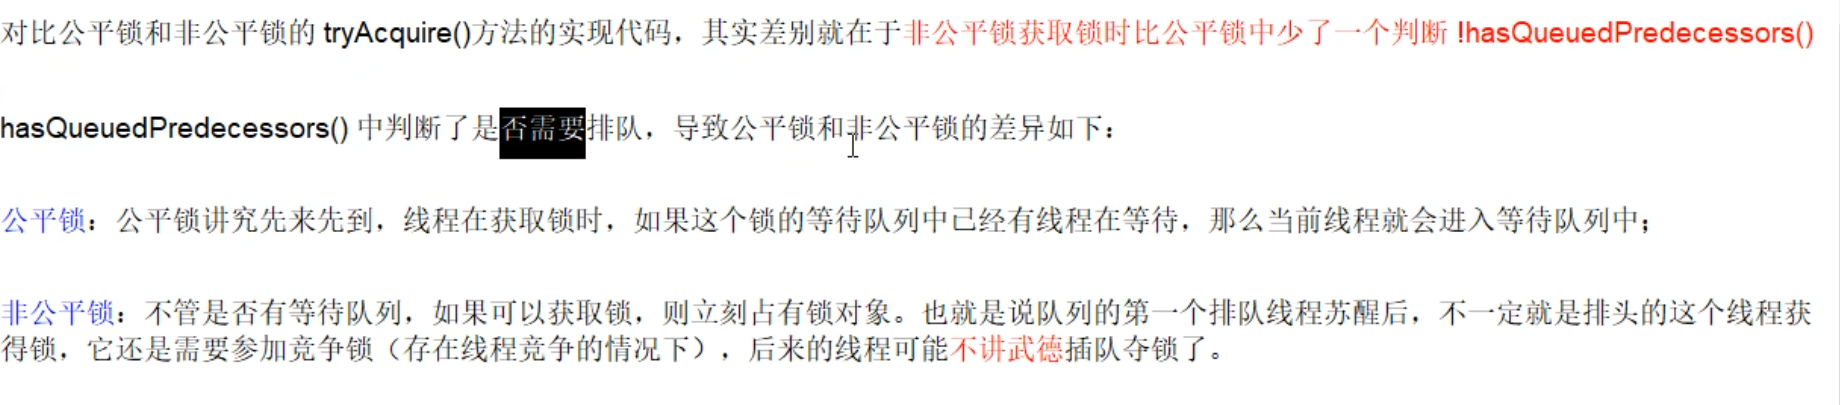 对比公平锁和非公平锁的 tryAcquire()方法的实现代码，其实差别就在于非公平锁获取锁时比公平锁中少了一个判断 !hasQueuedPredecessors()
hasQueuedPredecessors() 中判断了是否需要排队，导致公平锁和非公平锁的差异如下：
公平锁：公平锁讲究先来先到，线程在获取锁时，如果这个锁的等待队列中已经有线程在等待，那么当前线程就会进入等待队列中；
非公平锁：不管是否有等待队列，如果可以获取锁，则立刻占有锁对象。也就是说队列的第一个排队线程苏醒后，不一定就是排头的这个线程获
得锁，它还是需要参加竞争锁（存在线程竞争的情况下），后来的线程可能不讲武德插队夺锁了。